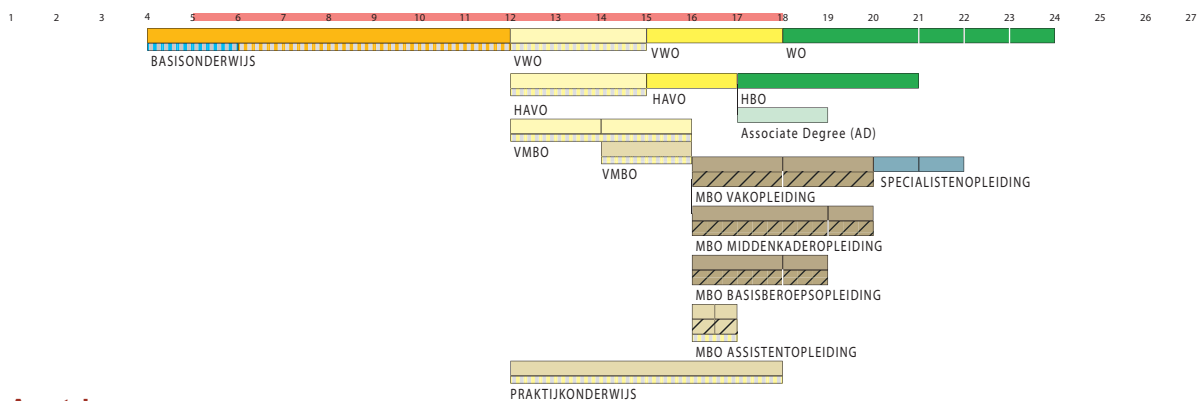 1 2 3 4 5 6 7 8 9 10 11 12 13 14 15 16 17 18 19 20 21 22 23 24 25 26 27
BASISONDERWIJS VWO VWO WO
HAVO HAVO HBO
Associate Degree (AD)
VMBO
VMBO SPECIALISTENOPLEIDING
MBO VAKOPLEIDING
MBO MIDDENKADEROPLEIDING
MBO BASISBEROEPSOPLEIDING
MBO ASSISTENTOPLEIDING
PRAKTIJKONDERWIJS